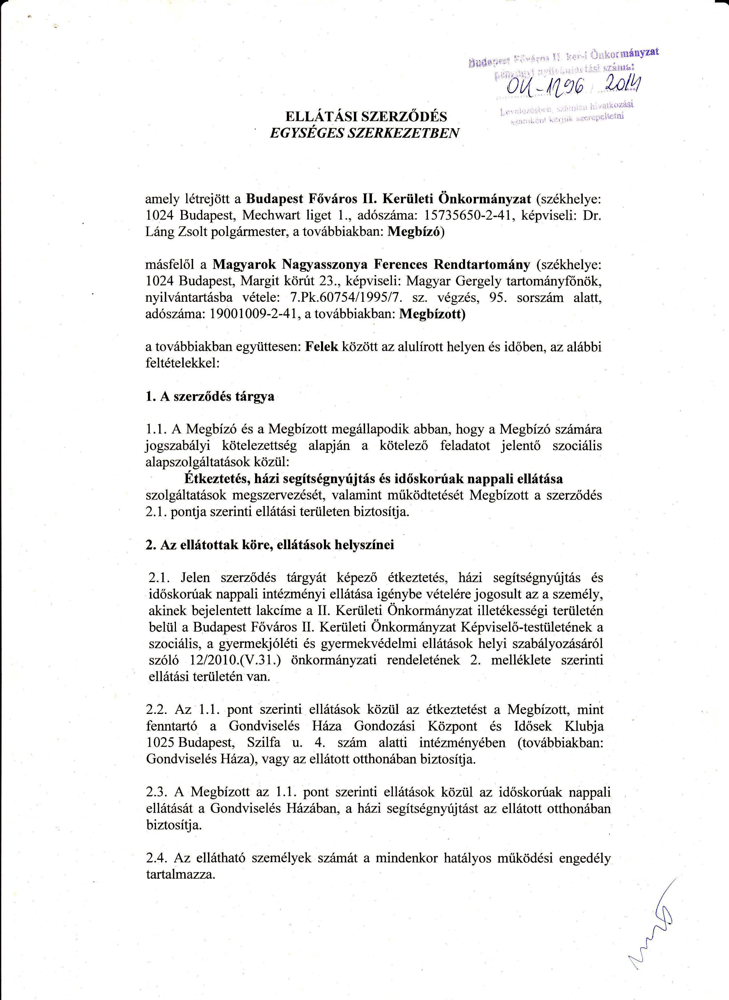 Budapest Főváros II. ker-i Önkormányzat
pénzügyi nyilvántartási száma:
OK-1296 / 2014
Levelezésben, számlán hivatkozási
számként kérjük szerepeltetni
ELLÁTÁSI SZERZŐDÉS
EGYSÉGES SZERKEZETBEN
amely létrejött a Budapest Főváros II. Kerületi Önkormányzat (székhelye:
1024 Budapest, Mechwart liget 1., adószáma: 15735650-2-41, képviseli: Dr.
Láng Zsolt polgármester, a továbbiakban: Megbízó)
másfelől a Magyarok Nagyasszonya Ferences Rendtartomány (székhelye:
1024 Budapest, Margit körút 23., képviseli: Magyar Gergely tartományfőnök,
nyilvántartásba vétele: 7.Pk.60754/1995/7. sz. végzés, 95. sorszám alatt,
adószáma: 19001009-2-41, a továbbiakban: Megbízott)
a továbbiakban együttesen: Felek között az alulírott helyen és időben, az alábbi
feltételekkel:
1. A szerződés tárgya
1.1. A Megbízó és a Megbízott megállapodik abban, hogy a Megbízó számára
jogszabályi kötelezettség alapján a kötelező feladatot jelentő szociális
alapszolgáltatások közül:
Étkeztetés, házi segítségnyújtás és időskorúak nappali ellátása
szolgáltatások megszervezését, valamint működtetését Megbízott a szerződés
2.1. pontja szerinti ellátási területen biztosítja.
2. Az ellátottak köre, ellátások helyszínei
2.1. Jelen szerződés tárgyát képező étkeztetés, házi segítségnyújtás és
időskorúak nappali intézményi ellátása igénybe vételére jogosult az a személy,
akinek bejelentett lakcíme a II. Kerületi Önkormányzat illetékességi területén
belül a Budapest Főváros II. Kerületi Önkormányzat Képviselő-testületének a
szociális, a gyermekjóléti és gyermekvédelmi ellátások helyi szabályozásáról
szóló 12/2010.(V.31.) önkormányzati rendeletének 2. melléklete szerinti
ellátási területén van.
2.2. Az 1.1. pont szerinti ellátások közül az étkeztetést a Megbízott, mint
fenntartó a Gondviselés Háza Gondozási Központ és Idősek Klubja
1025 Budapest, Szilfa u. 4. szám alatti intézményében (továbbiakban:
Gondviselés Háza), vagy az ellátott otthonában biztosítja.
2.3. A Megbízott az 1.1. pont szerinti ellátások közül az időskorúak nappali
ellátását a Gondviselés Házában, a házi segítségnyújtást az ellátott otthonában
biztosítja.
2.4. Az ellátható személyek számát a mindenkor hatályos működési engedély
tartalmazza.